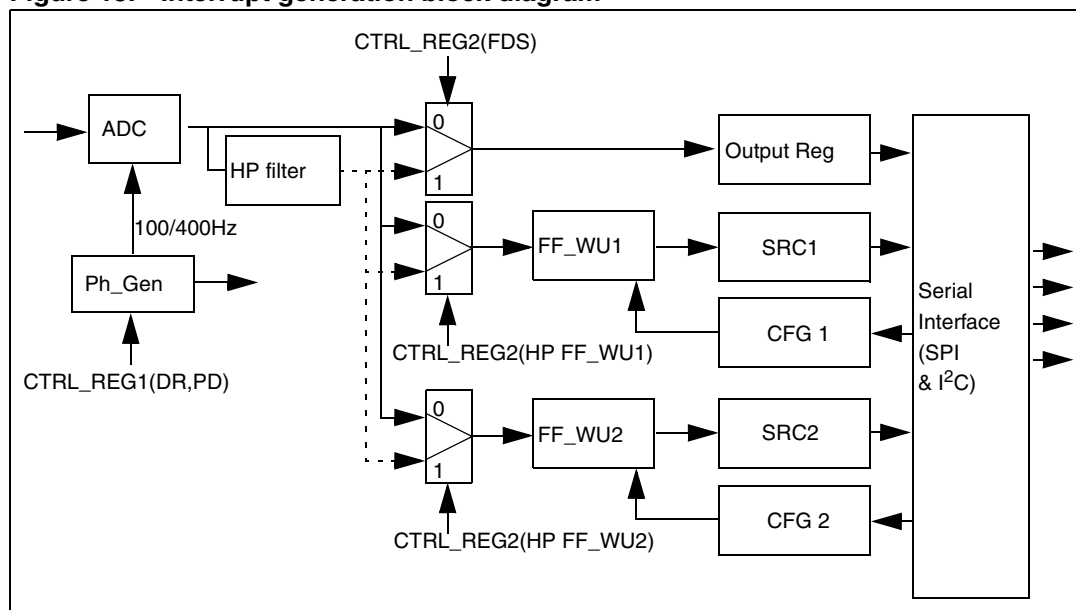 Figure Interrupt generation block diagram
CTRL_REG2(FDS)
ADC
0
1
HP filter
Output Reg
100/400Hz
Ph_Gen
CTRL_REG1(DR,PD)
0
1
FF_WU1
SRC1
CFG 1
CTRL_REG2(HP FF_WU1)
Serial
Interface
(SPI
& I²C)
0
1
FF_WU2
SRC2
CFG 2
CTRL_REG2(HP FF_WU2)